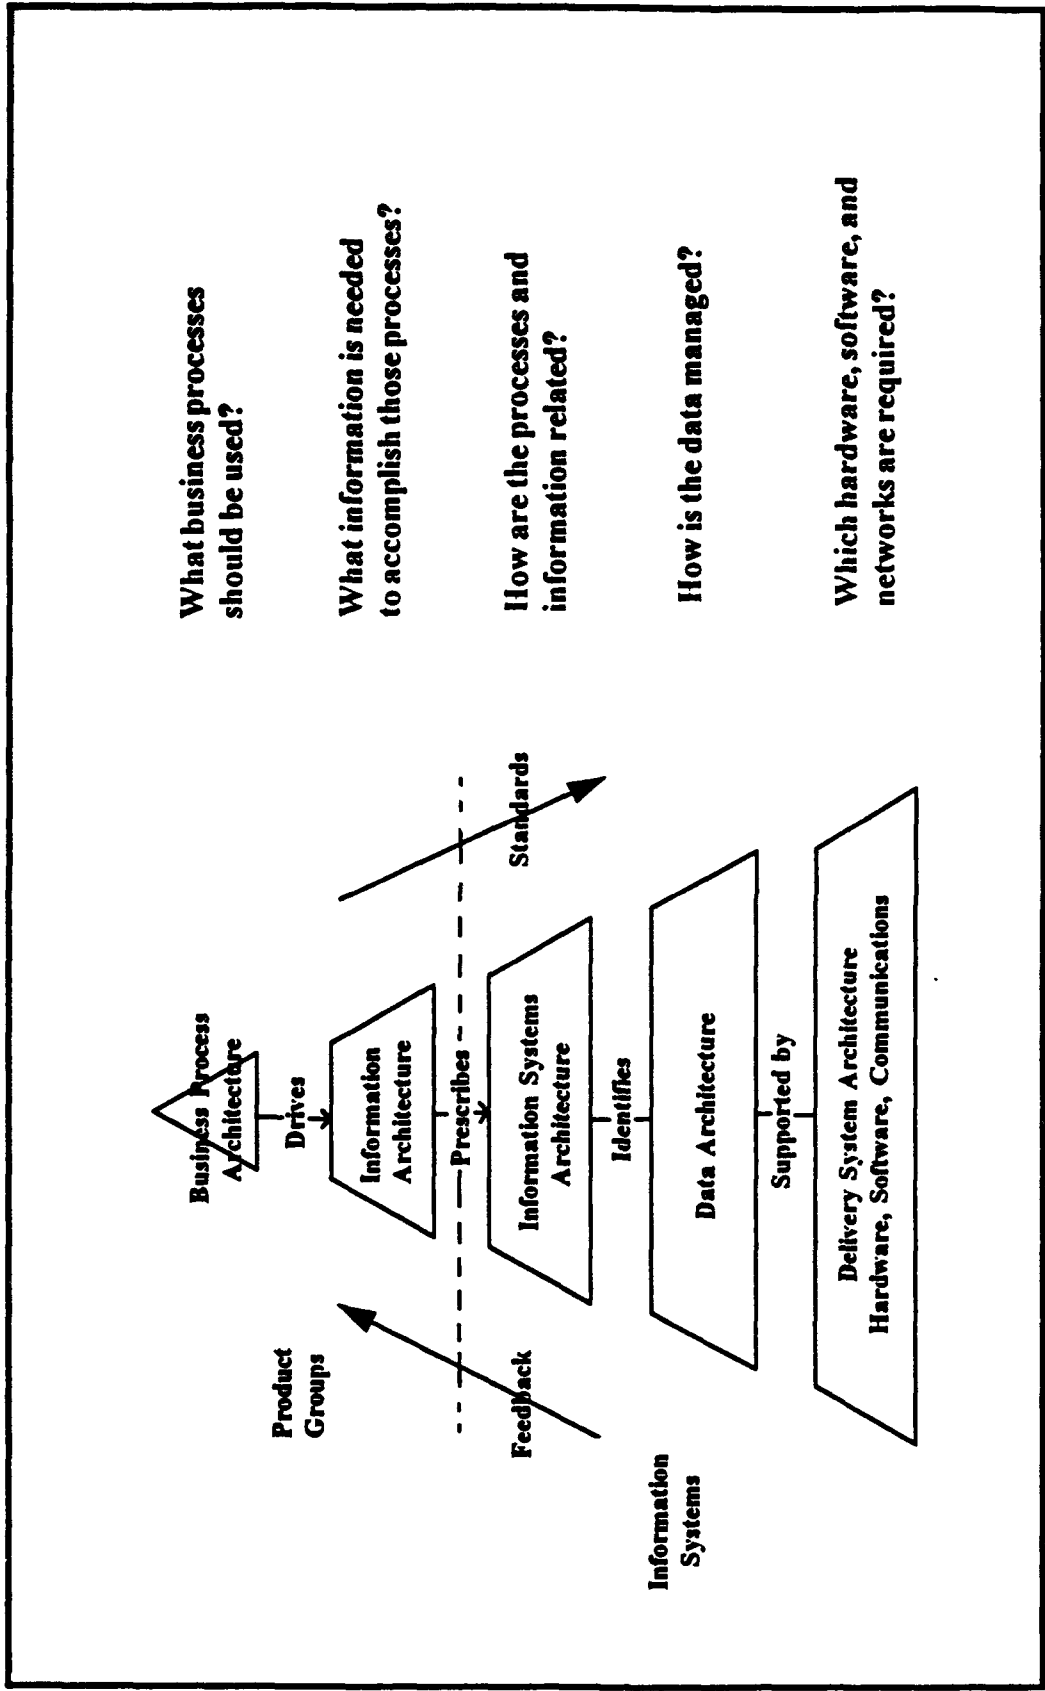 Business Process
Architecture
What business processes
should be used?
Product
Groups
Drives
Information
Architecture
What information is needed
to accomplish those processes?
Prescribes
Feedback
Standards
Information Systems
Architecture
How are the processes and
information related?
Identifies
Information
Systems
Data Architecture
How is the data managed?
Supported by
Delivery System Architecture
Hardware, Software, Communications
Which hardware, software, and
networks are required?